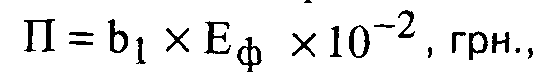 П = b₁ × Eф × 10⁻², грн.,